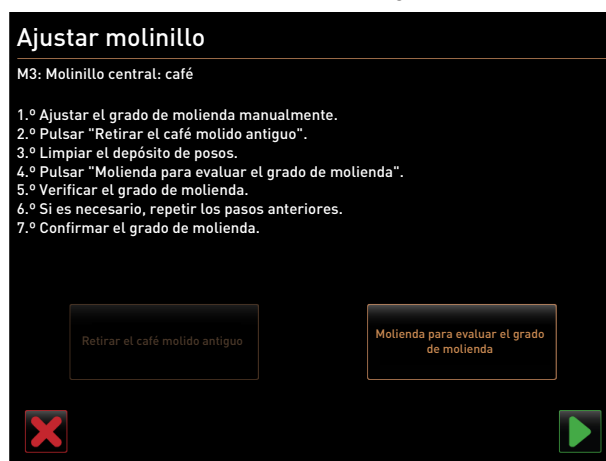 Ajustar molinillo
M3: Molinillo central: café
1.º Ajustar el grado de molienda manualmente.
2.º Pulsar "Retirar el café molido antiguo".
3.º Limpiar el depósito de posos.
4.º Pulsar "Molienda para evaluar el grado de molienda".
5.º Verificar el grado de molienda.
6.º Si es necesario, repetir los pasos anteriores.
7.º Confirmar el grado de molienda.
Retirar el café molido antiguo
Molienda para evaluar el grado
de molienda